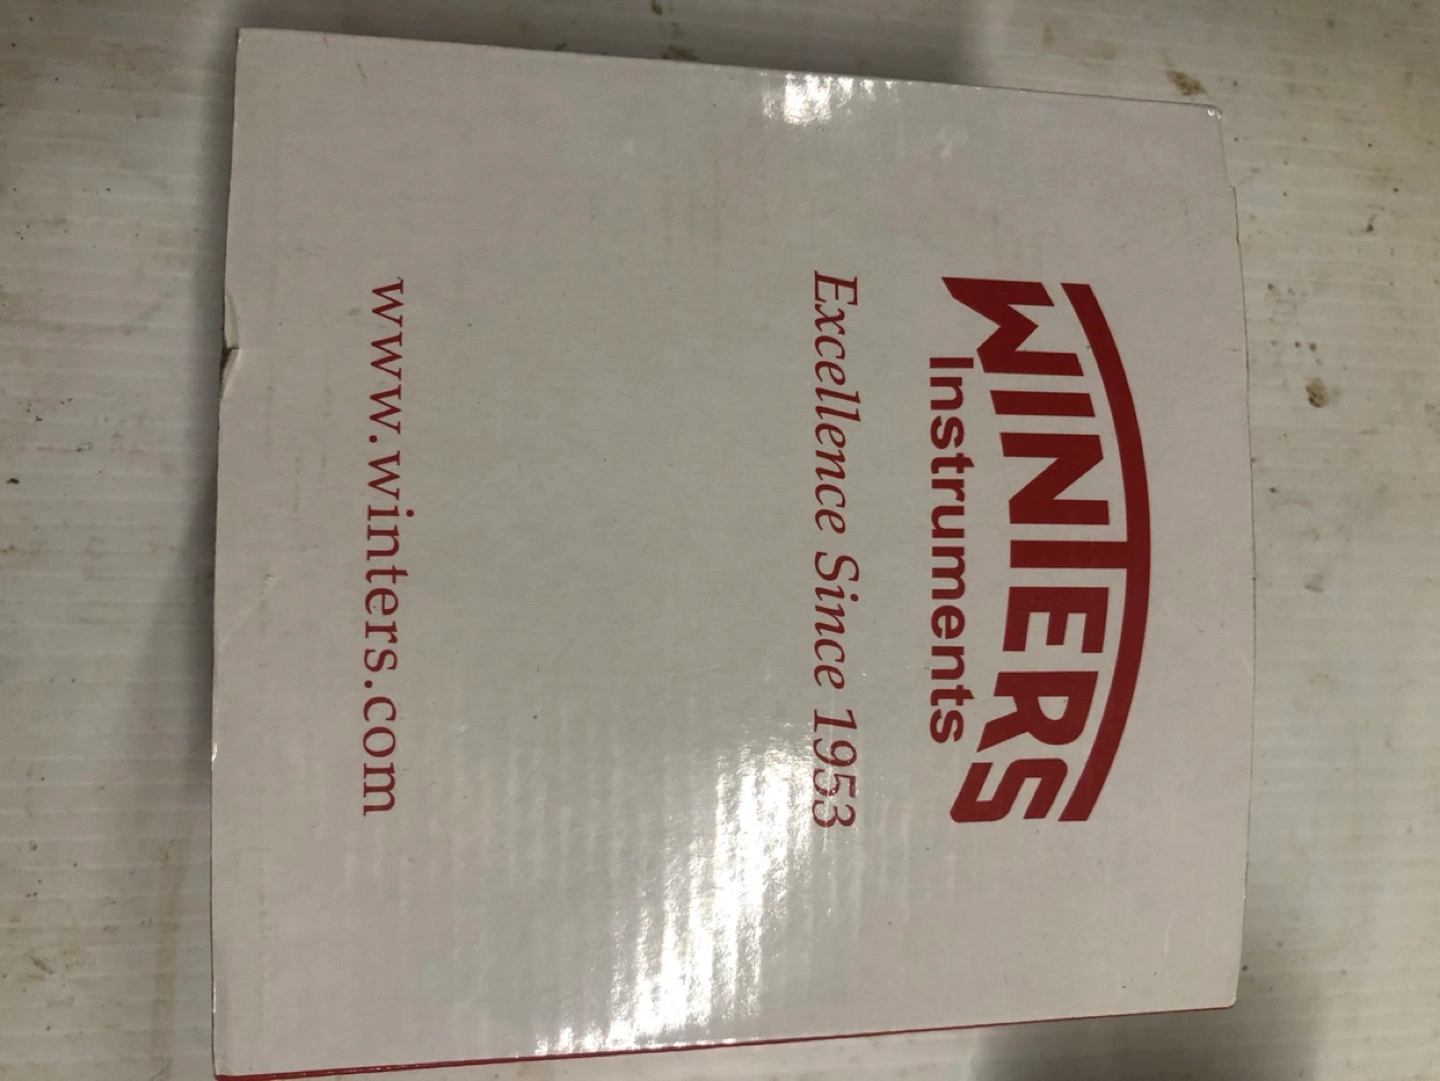 WINTERS
Instruments
Excellence Since 1953
www.winters.com